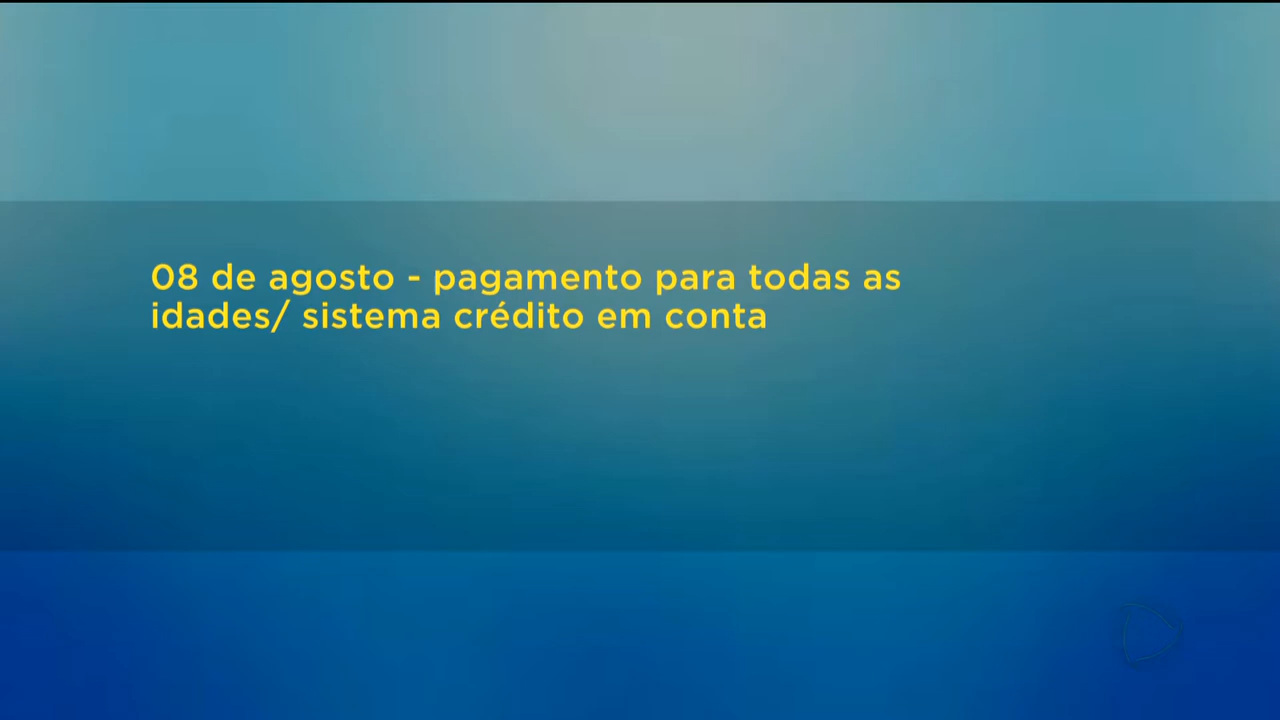 08 de agosto - pagamento para todas as
idades/ sistema crédito em conta